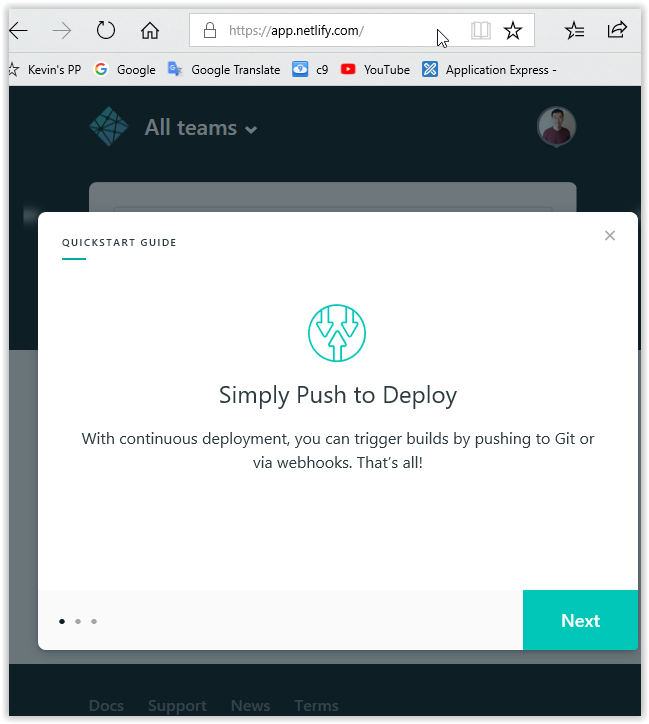 https://app.netlify.com/
Kevin's PP Google Google Translate c9 YouTube Application Express -
All teams
QUICKSTART GUIDE
Simply Push to Deploy
With continuous deployment, you can trigger builds by pushing to Git or
via webhooks. That’s all!
Next
Docs Support News Terms